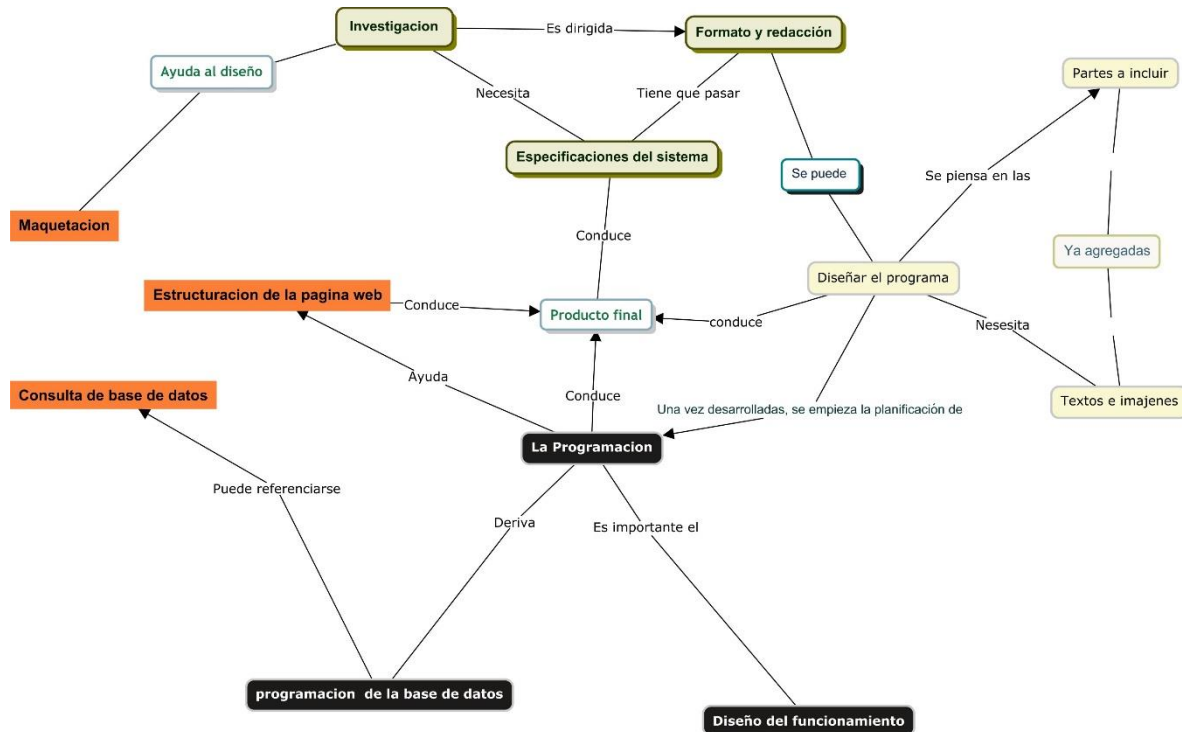 Investigacion
Es dirigida
Formato y redacción
Ayuda al diseño
Partes a incluir
Necesita
Tiene que pasar
Especificaciones del sistema
Se puede
Se piensa en las
Maquetacion
Conduce
Ya agregadas
Diseñar el programa
Estructuracion de la pagina web
Conduce
Producto final
conduce
Nesesita
Ayuda
Consulta de base de datos
Conduce
Textos e imajenes
Una vez desarrolladas, se empieza la planificación de
La Programacion
Puede referenciarse
Deriva
Es importante el
programacion de la base de datos
Diseño del funcionamiento